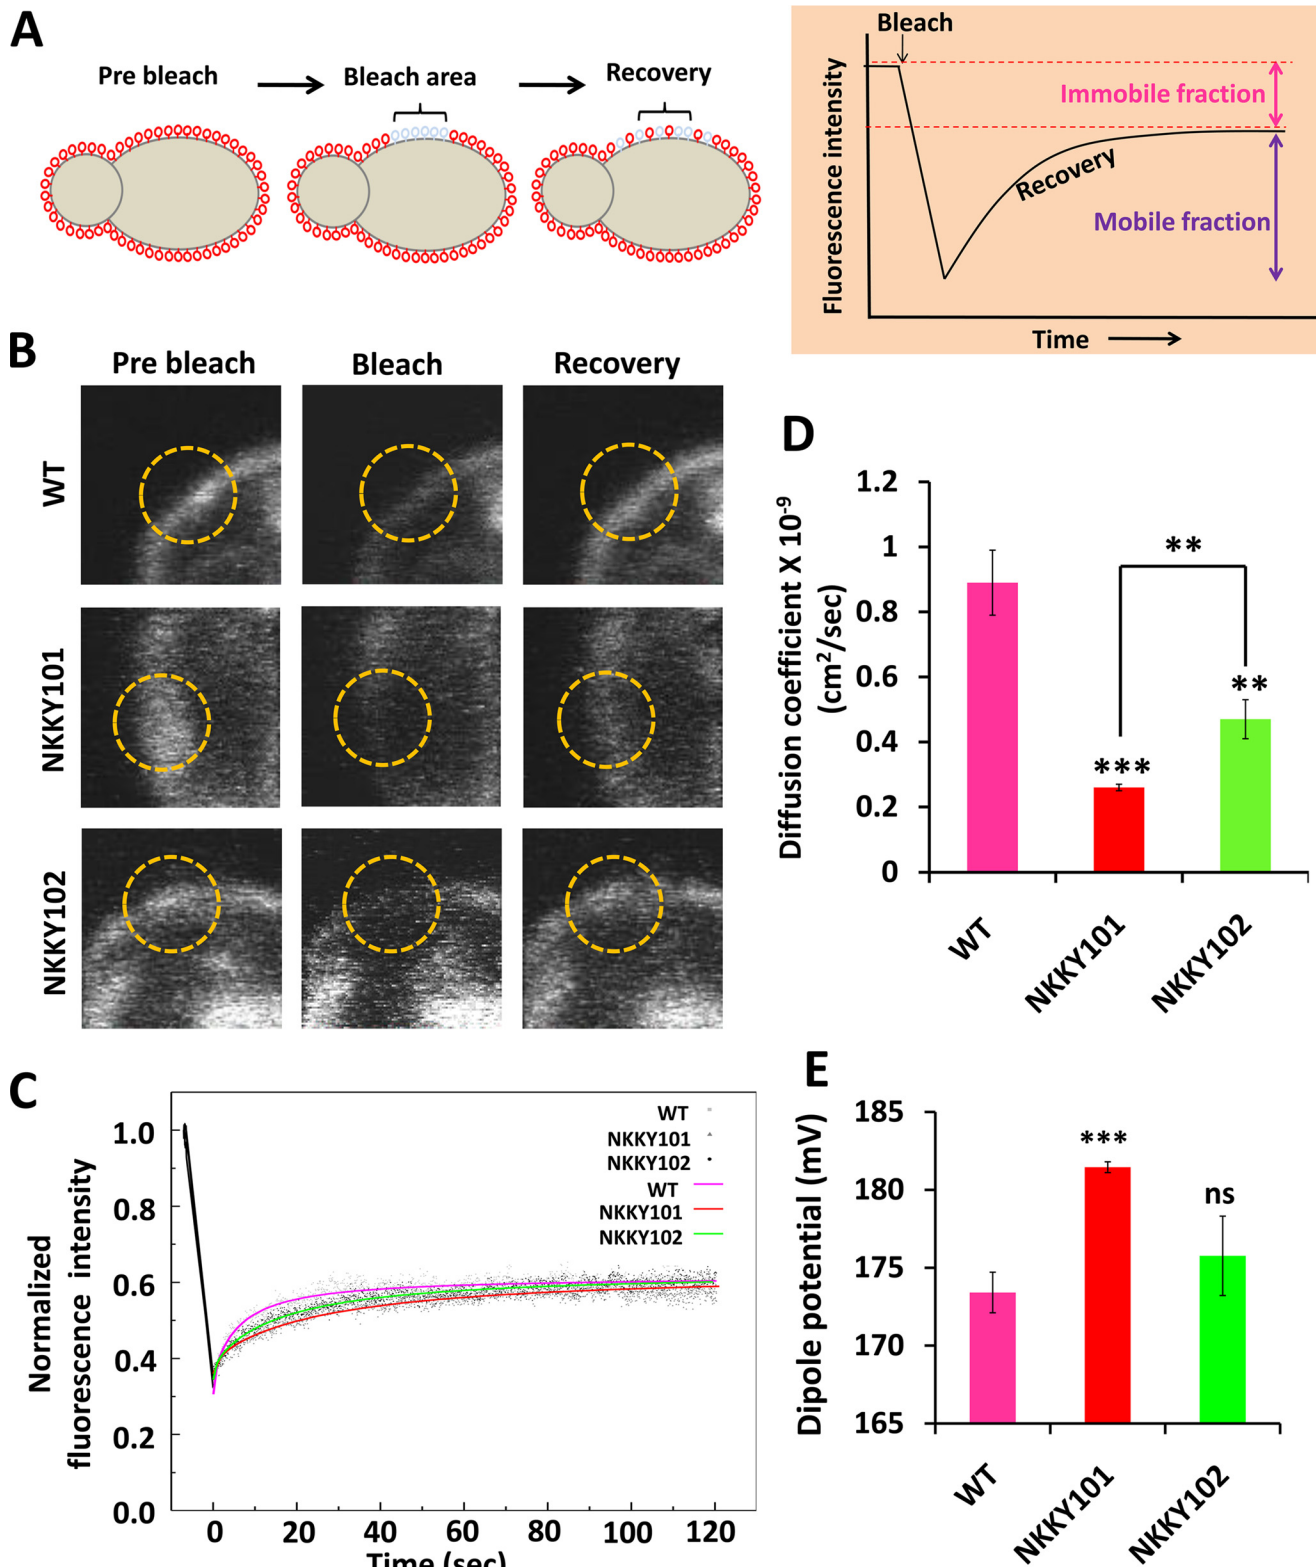 A
Pre bleach
Bleach area
Recovery
Bleach
Fluorescence intensity
Immobile fraction
Recovery
Mobile fraction
Time
B
Pre bleach
Bleach
Recovery
WT
NKKY101
NKKY102
C
Normalized
fluorescence intensity
1.0
0.8
0.6
0.4
0.2
0.0
WT
NKKY101
NKKY102
WT
NKKY101
NKKY102
0 20 40 60 80 100 120
Time (sec)
D
Diffusion coefficient X 10⁻⁹
(cm²/sec)
1.2
1
0.8
0.6
0.4
0.2
0
**
***
**
WT
NKKY101
NKKY102
E
Dipole potential (mV)
185
180
175
170
165
***
ns
WT
NKKY101
NKKY102